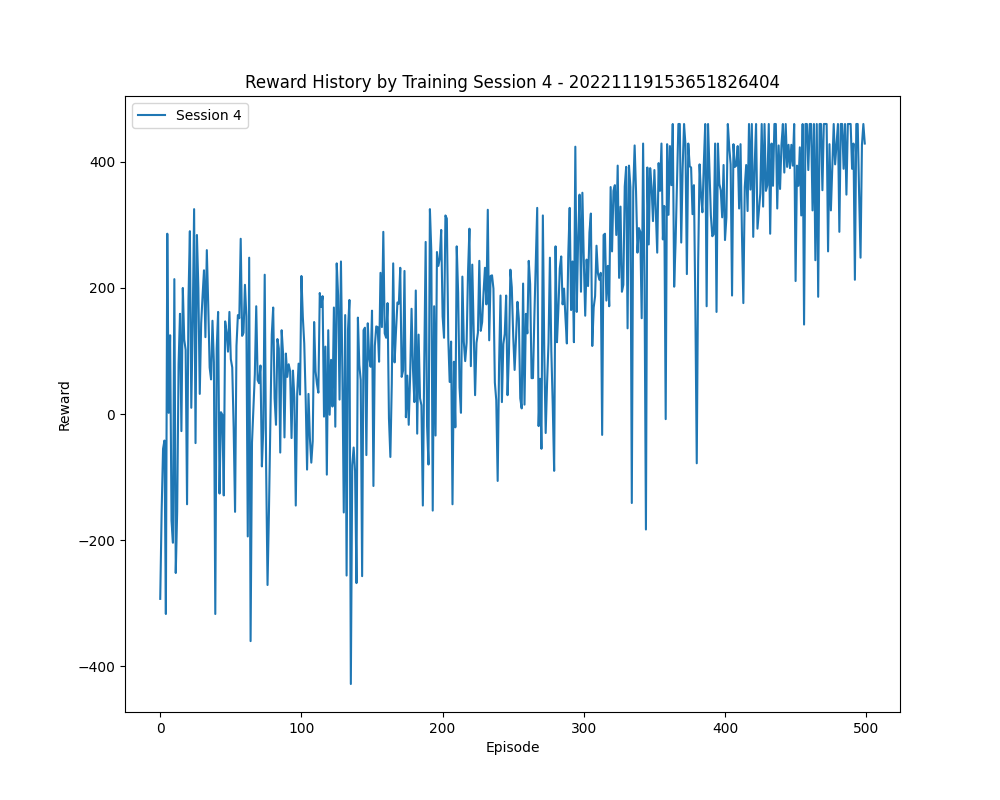 Reward History by Training Session 4 - 20221119153651826404
Session 4
400
200
0
−200
−400
Reward
0 100 200 300 400 500
Episode